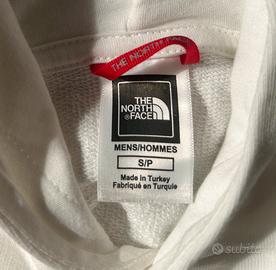 THE NORTH FACE
THE
NORTH
FACE
MENS/HOMMES
S/P
Made in Turkey
Fabriqué en Turquie
subito